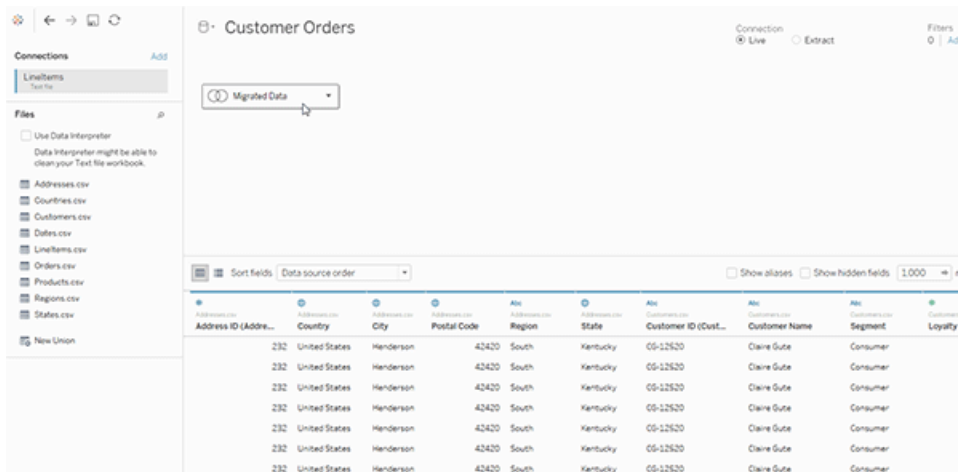 Customer Orders
Connection
Live Extract
Filters
0 Ad
Connections Add
LineItems
Text file
Migrated Data
Files
Use Data Interpreter
Data Interpreter might be able to
clean your Text file workbook.
Addresses.csv
Countries.csv
Customers.csv
Dates.csv
LineItems.csv
Orders.csv
Products.csv
Regions.csv
States.csv
New Union
Sort fields Data source order Show aliases Show hidden fields 1,000
Abc Abc Abc Abc
Addresses.csv Addresses.csv Addresses.csv Addresses.csv Addresses.csv Addresses.csv Customers.csv Customers.csv Customers.csv
Address ID (Addre... Country City Postal Code Region State Customer ID (Cust... Customer Name Segment Loyalty
232 United States Henderson 42420 South Kentucky CG-12520 Claire Gute Consumer
232 United States Henderson 42420 South Kentucky CG-12520 Claire Gute Consumer
232 United States Henderson 42420 South Kentucky CG-12520 Claire Gute Consumer
232 United States Henderson 42420 South Kentucky CG-12520 Claire Gute Consumer
232 United States Henderson 42420 South Kentucky CG-12520 Claire Gute Consumer
232 United States Henderson 42420 South Kentucky CG-12520 Claire Gute Consumer
232 United States Henderson 42420 South Kentucky CG-12520 Claire Gute Consumer